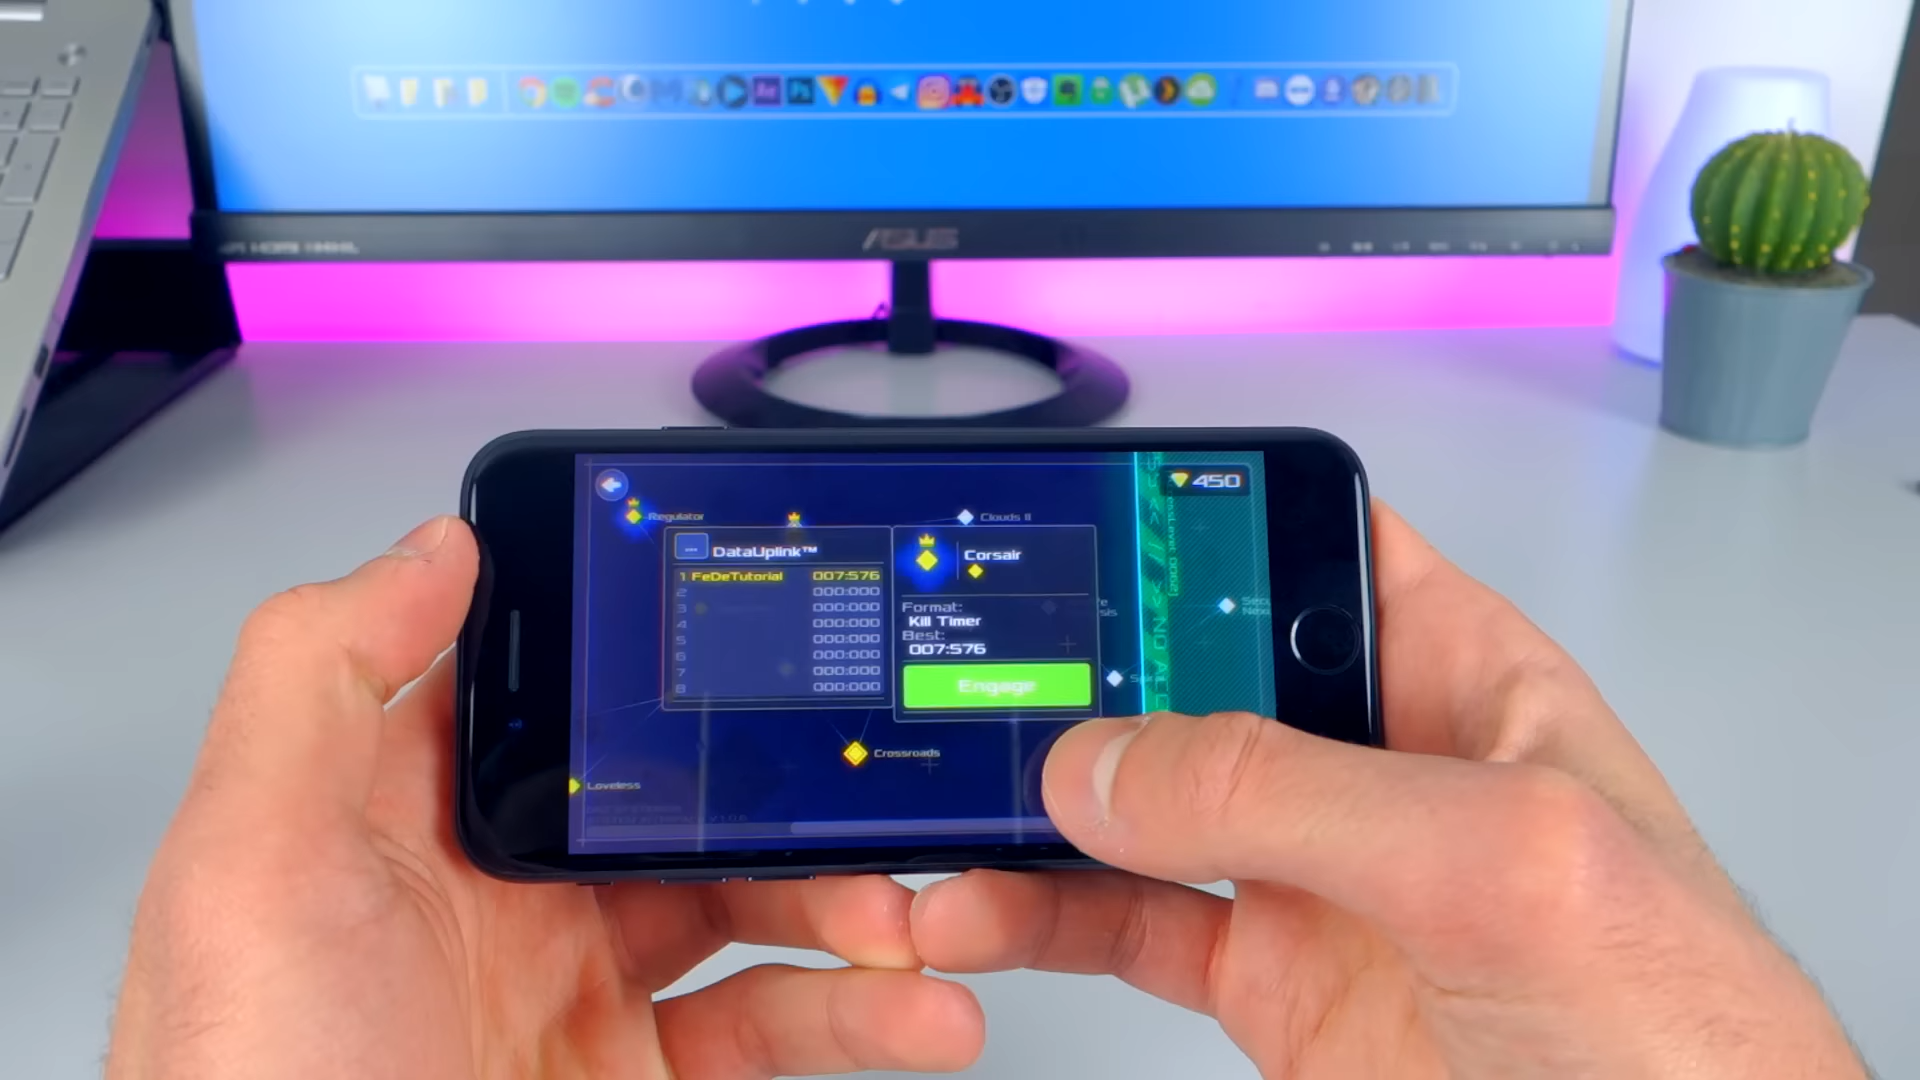 ASUS
450
Regulator
Clouds II
DataUplink™
Corsair
1 FeDeTutorial 007:576
2 000:000
3 000:000
4 000:000
5 000:000
6 000:000
7 000:000
8 000:000
Format:
Kill Timer
Best:
007:576
Engage
Crossroads
Loveless